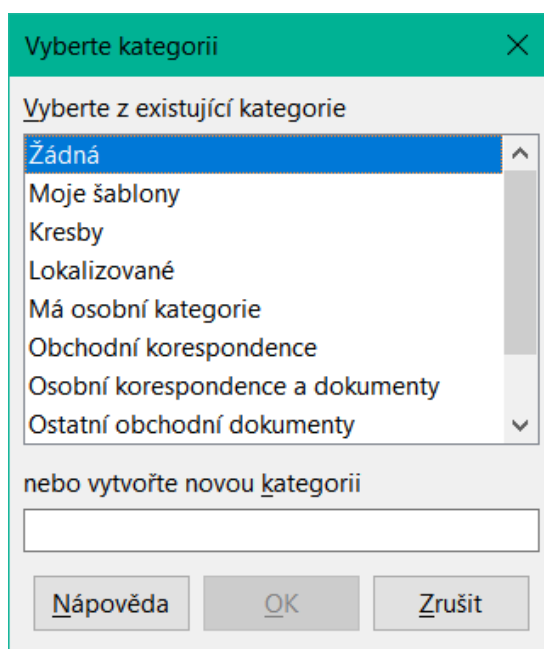 Vyberte kategorii
Vyberte z existující kategorie
Žádná
Moje šablony
Kresby
Lokalizované
Má osobní kategorie
Obchodní korespondence
Osobní korespondence a dokumenty
Ostatní obchodní dokumenty
nebo vytvořte novou kategorii
Nápověda OK Zrušit